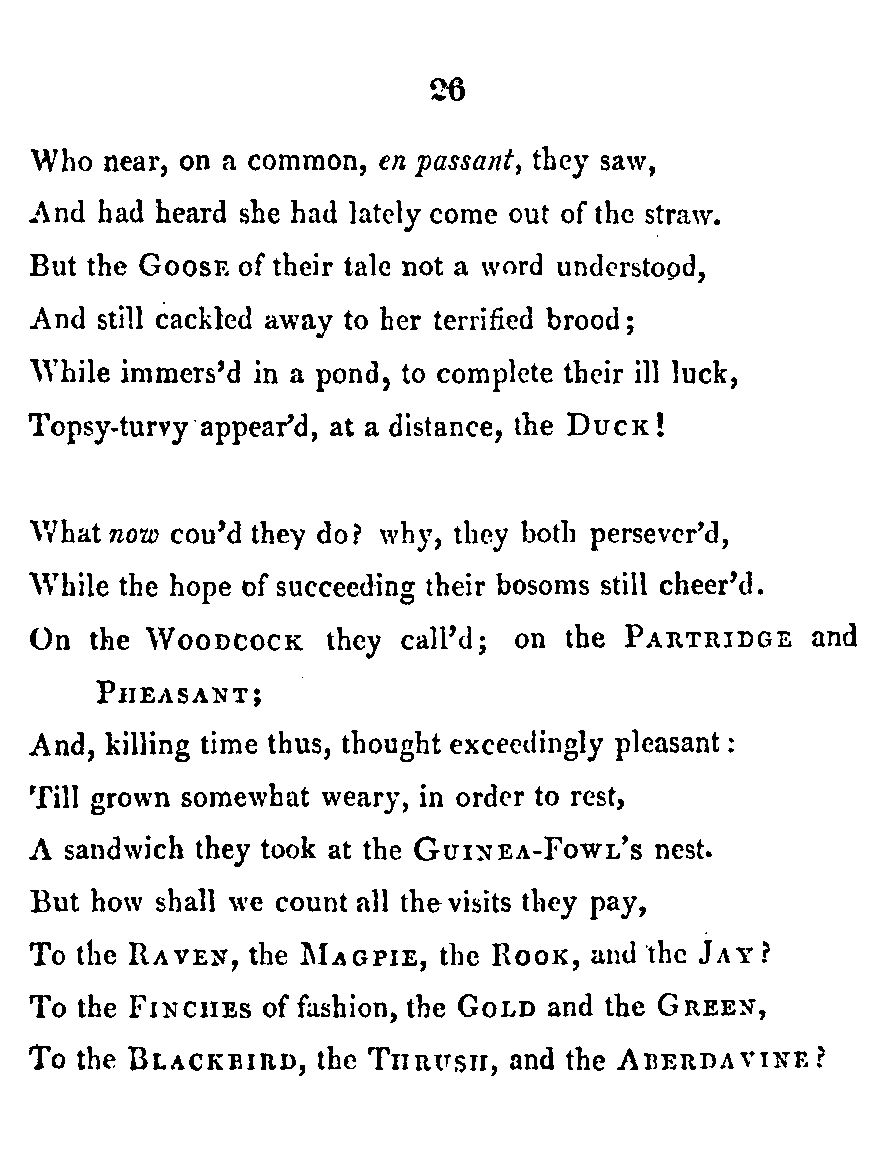 26
Who near, on a common, en passant, they saw,
And had heard she had lately come out of the straw.
But the GOOSE of their tale not a word understood,
And still cackled away to her terrified brood;
While immers'd in a pond, to complete their ill luck,
Topsy-turvy appear'd, at a distance, the DUCK!
What now cou'd they do? why, they both persever'd,
While the hope of succeeding their bosoms still cheer'd.
On the WOODCOCK they call'd; on the PARTRIDGE and
PHEASANT;
And, killing time thus, thought exceedingly pleasant:
Till grown somewhat weary, in order to rest,
A sandwich they took at the GUINEA-FOWL's nest.
But how shall we count all the visits they pay,
To the RAVEN, the MAGPIE, the ROOK, and the JAY?
To the FINCHES of fashion, the GOLD and the GREEN,
To the BLACKBIRD, the THRUSH, and the ABERDAVINE?